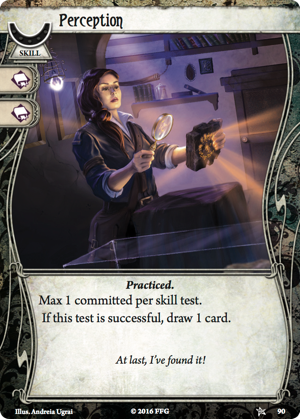 Perception
SKILL
Practiced.
Max 1 committed per skill test.
If this test is successful, draw 1 card.
At last, I've found it!
Illus. Andreia Ugrai
© 2016 FFG
90